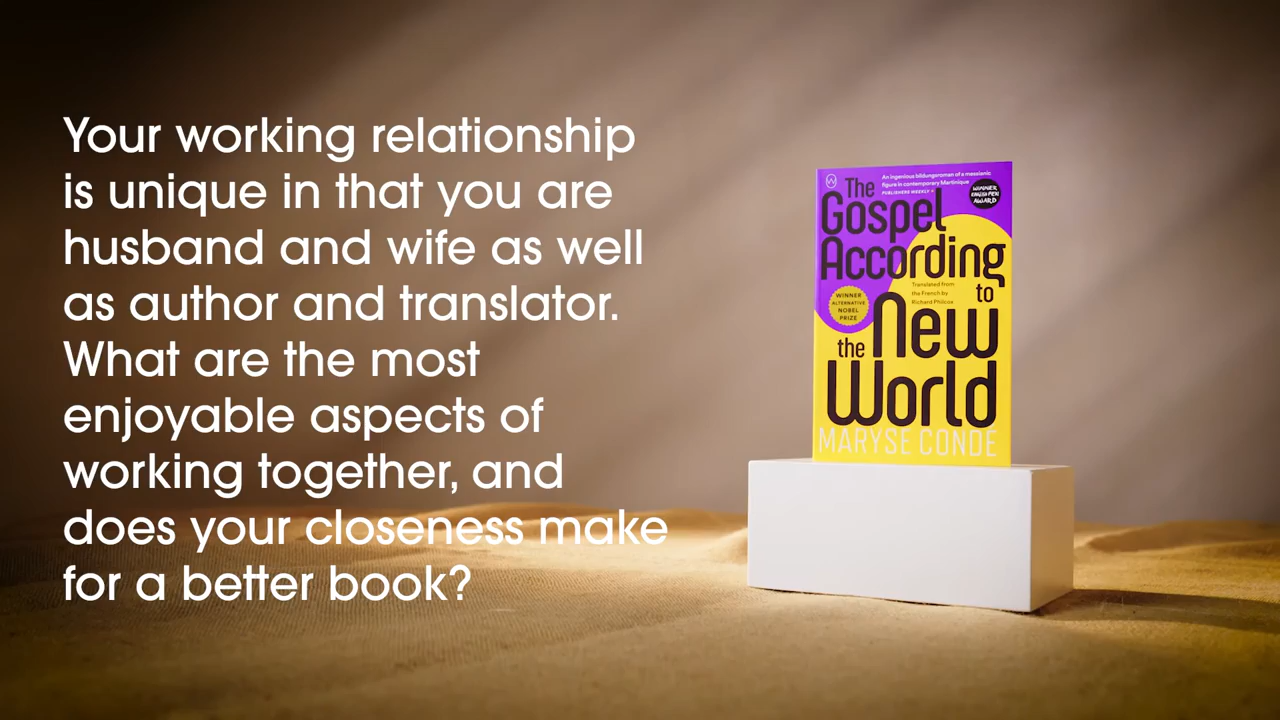 Your working relationship
is unique in that you are
husband and wife as well
as author and translator.
What are the most
enjoyable aspects of
working together, and
does your closeness make
for a better book?
An ingenious bildungsroman of a messianic
figure in contemporary Martinique
PUBLISHERS WEEKLY
WINNER
ENGLISH PEN
AWARD
The
Gospel
According
to
Translated from
the French by
Richard Philcox
WINNER
ALTERNATIVE
NOBEL
PRIZE
the New
World
MARYSE CONDE